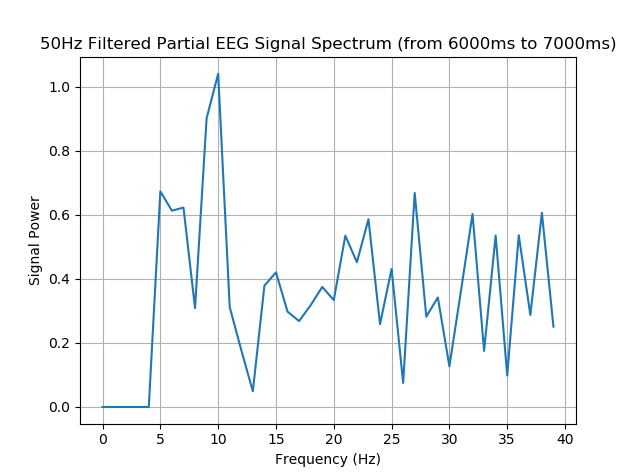 50Hz Filtered Partial EEG Signal Spectrum (from 6000ms to 7000ms)
1.0
0.8
0.6
0.4
0.2
0.0
Signal Power
0 5 10 15 20 25 30 35 40
Frequency (Hz)